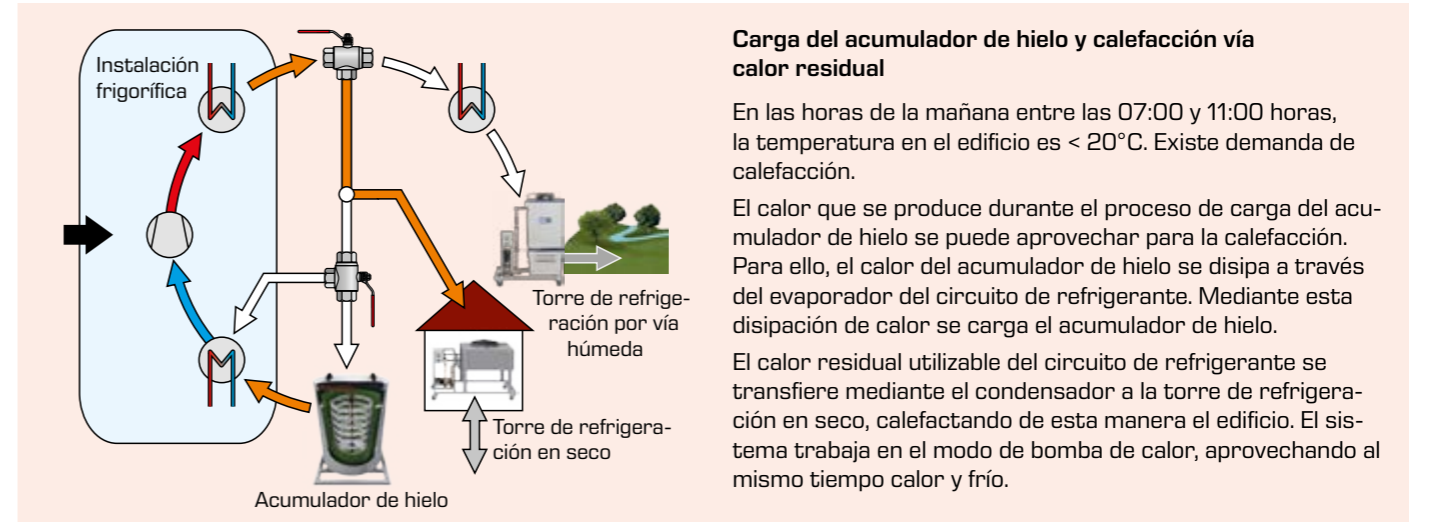 Instalación
frigorífica
Torre de refrige-
ración por vía
húmeda
Torre de refrigera-
ción en seco
Acumulador de hielo
Carga del acumulador de hielo y calefacción vía
calor residual
En las horas de la mañana entre las 07:00 y 11:00 horas,
la temperatura en el edificio es < 20°C. Existe demanda de
calefacción.
El calor que se produce durante el proceso de carga del acu-
mulador de hielo se puede aprovechar para la calefacción.
Para ello, el calor del acumulador de hielo se disipa a través
del evaporador del circuito de refrigerante. Mediante esta
disipación de calor se carga el acumulador de hielo.
El calor residual utilizable del circuito de refrigerante se
transfiere mediante el condensador a la torre de refrigera-
ción en seco, calefactando de esta manera el edificio. El sis-
tema trabaja en el modo de bomba de calor, aprovechando al
mismo tiempo calor y frío.